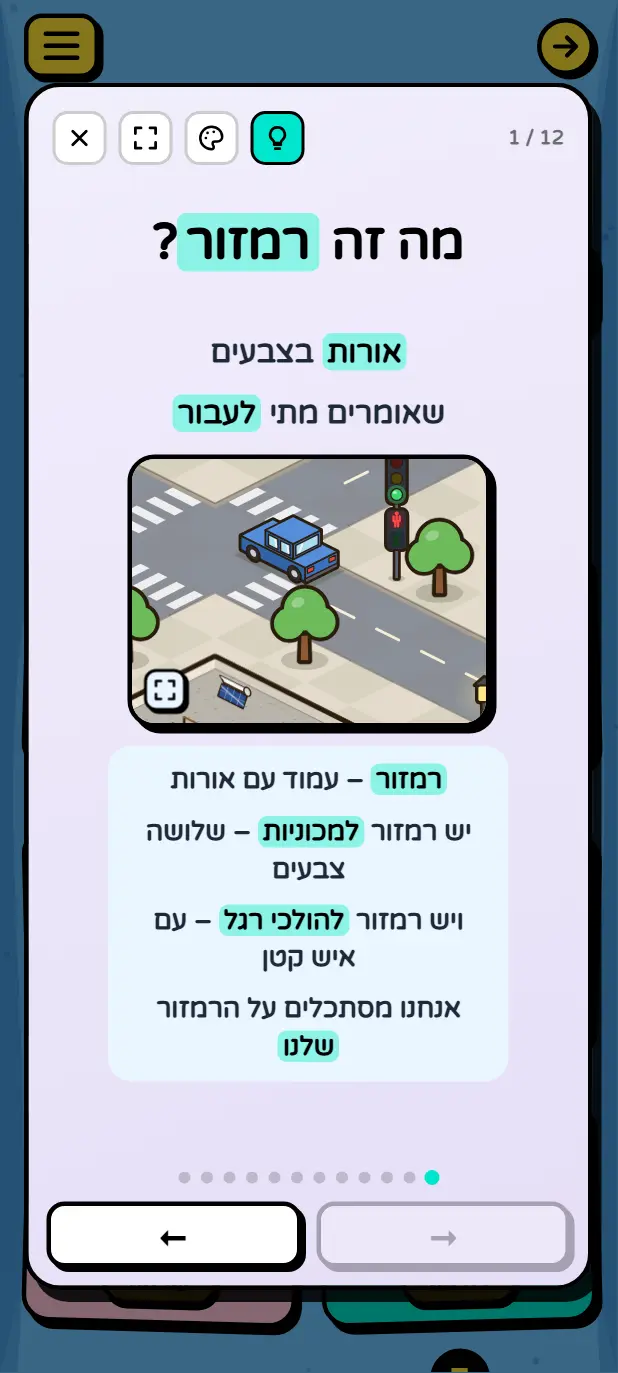 1 / 12
מה זה רמזור?
אורות בצבעים
שאומרים מתי לעבור
רמזור – עמוד עם אורות
יש רמזור למכוניות – שלושה
צבעים
ויש רמזור להולכי רגל – עם
איש קטן
אנחנו מסתכלים על הרמזור
שלנו